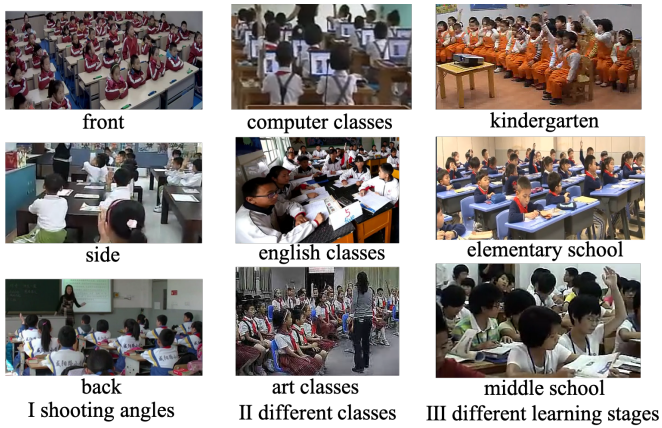 front
computer classes
kindergarten
side
english classes
elementary school
back
art classes
middle school
I shooting angles
II different classes
III different learning stages